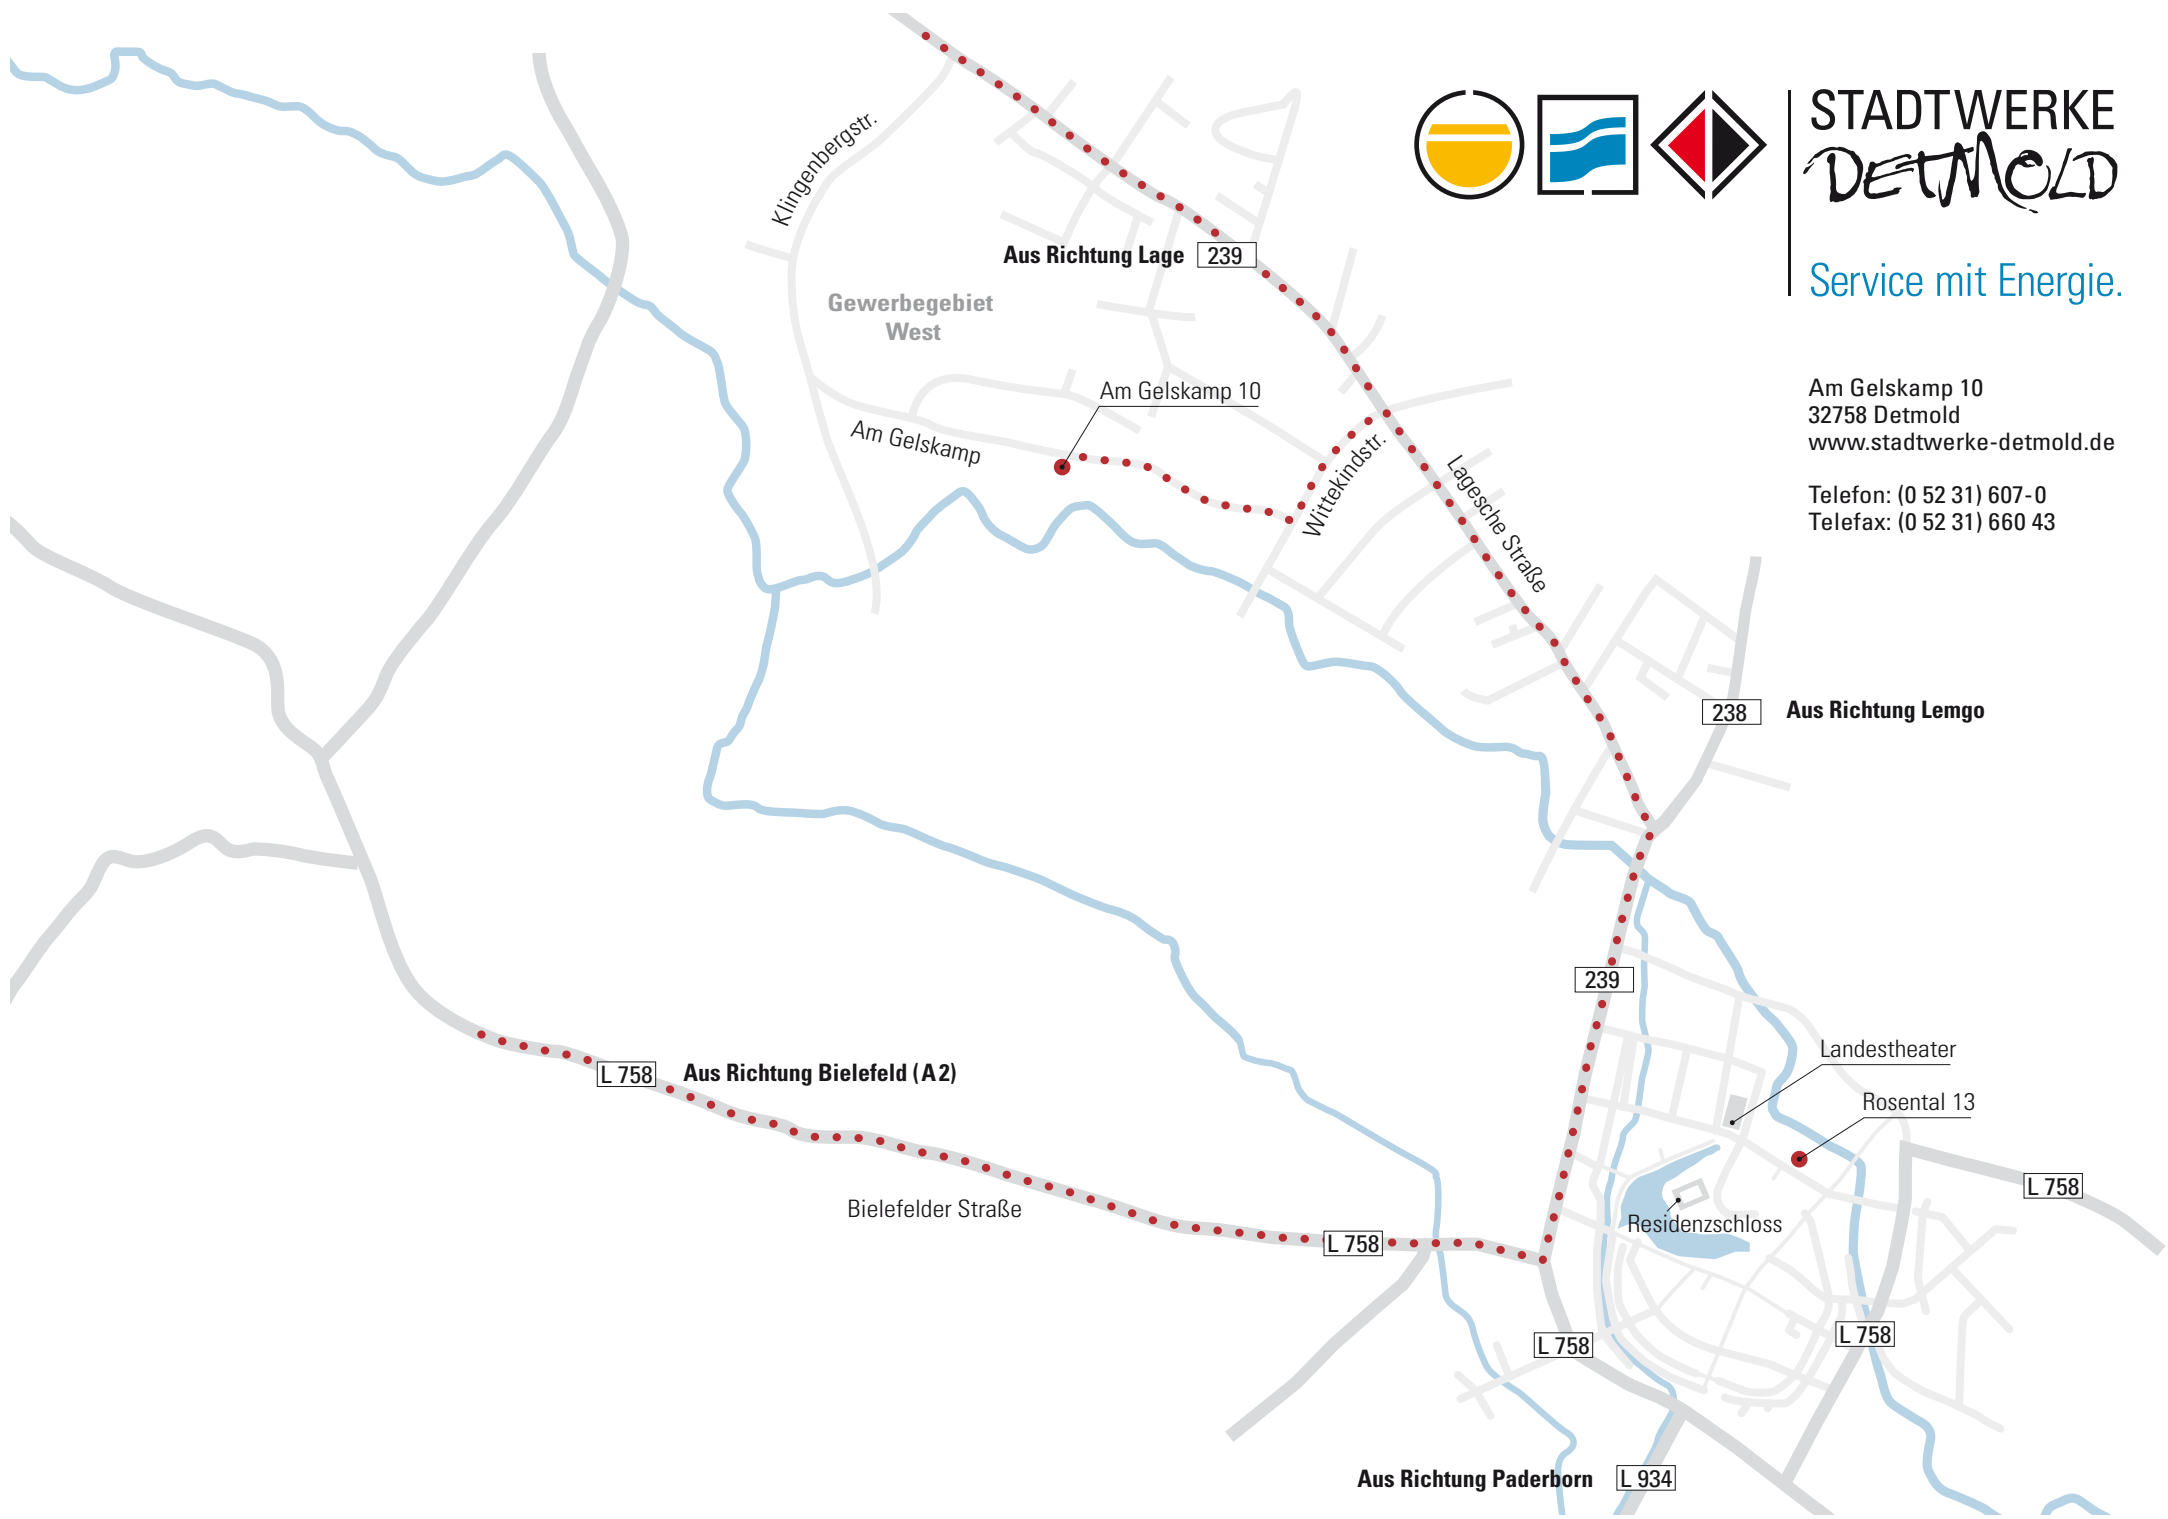 STADTWERKE
DETMOLD
Service mit Energie.
Am Gelskamp 10
32758 Detmold
www.stadtwerke-detmold.de
Telefon: (0 52 31) 607-0
Telefax: (0 52 31) 660 43
Klingenbergstr.
Aus Richtung Lage 239
Gewerbegebiet
West
Am Gelskamp 10
Am Gelskamp
Wittekindstr.
Lagesche Straße
238 Aus Richtung Lemgo
239
Landestheater
Rosental 13
L 758 Aus Richtung Bielefeld (A2)
L 758
Bielefelder Straße
Residenzschloss
L 758
L 758
L 758
Aus Richtung Paderborn L 934